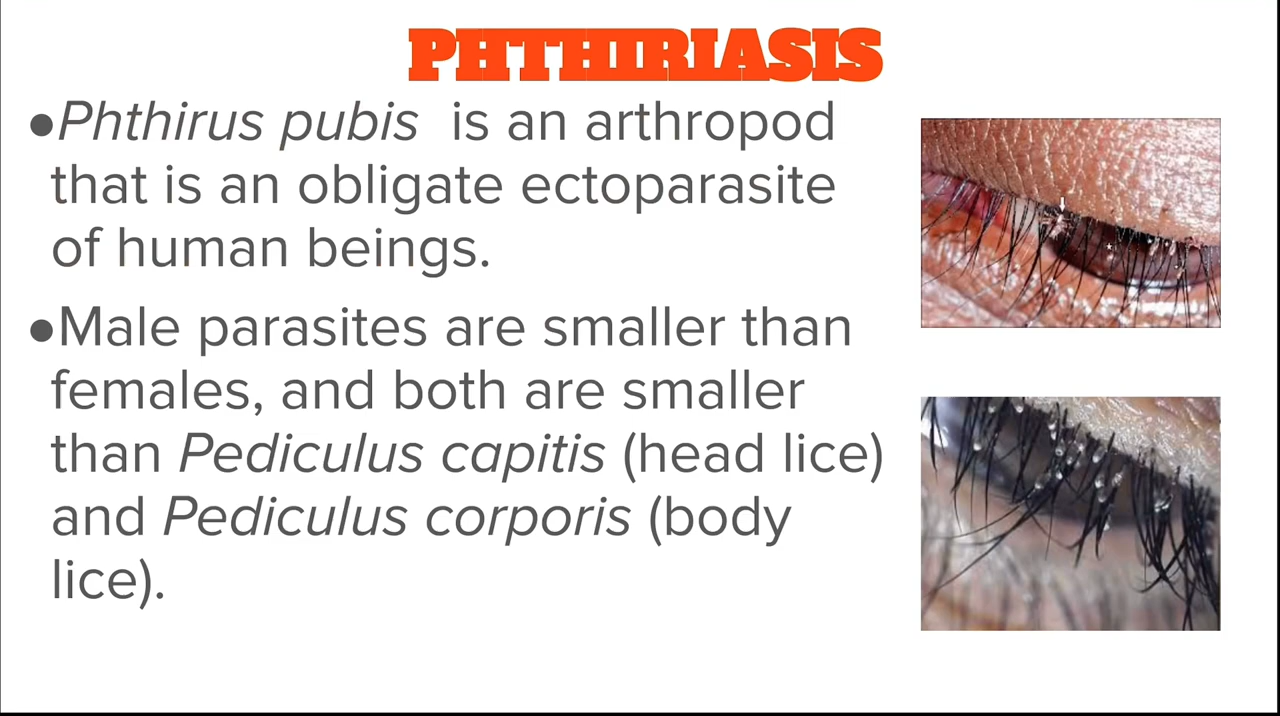 PHTHIRIASIS
●Phthirus pubis is an arthropod
that is an obligate ectoparasite
of human beings.
●Male parasites are smaller than
females, and both are smaller
than Pediculus capitis (head lice)
and Pediculus corporis (body
lice).